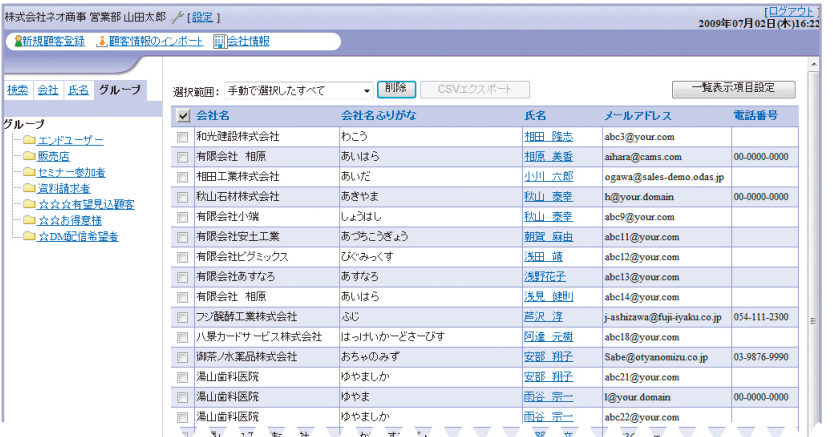 株式会社ネオ商事 営業部 山田太郎 [設定 ]
[ログアウト]
2009年07月02日(木)16:22
新規顧客登録 顧客情報のインポート 会社情報
検索 会社 氏名 グループ
選択範囲: 手動で選択したすべて 削除 CSVエクスポート 一覧表示項目設定
グループ
エンドユーザー
販売店
セミナー参加者
資料請求者
☆☆☆有望見込顧客
☆☆お得意様
☆DM配信希望者
会社名 会社名ふりがな 氏名 メールアドレス 電話番号
和光建設株式会社 わこう 相田 隆志 abc3@your.com
有限会社 相原 あいはら 相原 美香 aihara@cams.com 00-0000-0000
相田工業株式会社 あいだ 小川 六郎 ogawa@sales-demo.odas.jp
秋山石材株式会社 あきやま 秋山 泰幸 h@your.domain 00-0000-0000
有限会社小端 しょうはし 秋山 泰幸 abc9@your.com
有限会社安土工業 あづちこうぎょう 朝賀 麻由 abc11@your.com
有限会社ビグミックス びぐみっくす 浅田 靖 abc12@your.com
有限会社あすなろ あすなろ 浅野花子 abc13@your.com
有限会社 相原 あいはら 浅見 健則 abc14@your.com
フジ醗酵工業株式会社 ふじ 芦沢 淳 j-ashizawa@fuji-iyaku.co.jp 054-111-2300
八景カードサービス株式会社 はっけいかーどさーびす 阿達 元樹 abc18@your.com
御茶ノ水薬品株式会社 おちゃのみず 安部 翔子 Sabe@otyanomizu.co.jp 03-9876-9990
湯山歯科医院 ゆやましか 安部 翔子 abc21@your.com
湯山歯科医院 ゆやま 雨谷 宗一 l@your.domain 00-0000-0000
湯山歯科医院 ゆやましか 雨谷 宗一 abc22@your.com